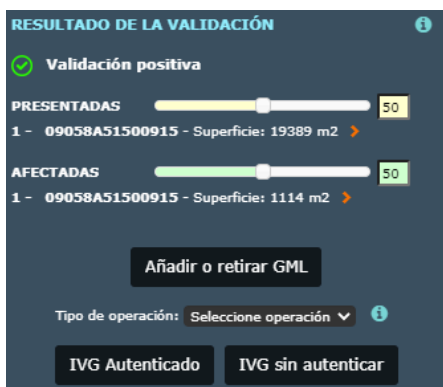 RESULTADO DE LA VALIDACIÓN
Validación positiva
PRESENTADAS 50
1 - 09058A51500915 - Superficie: 19389 m2 >
AFECTADAS 50
1 - 09058A51500915 - Superficie: 1114 m2 >
Añadir o retirar GML
Tipo de operación: Seleccione operación
IVG Autenticado IVG sin autenticar